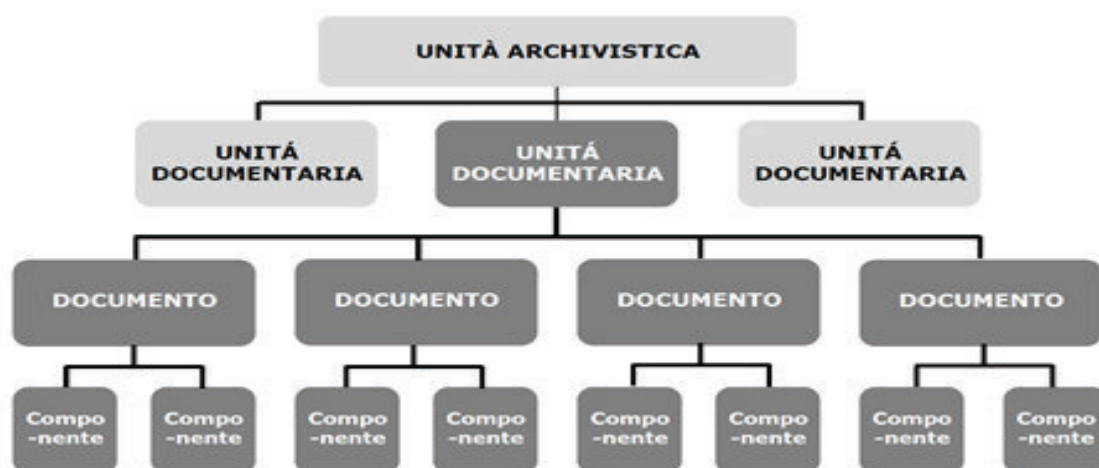 UNITÀ ARCHIVISTICA
UNITÁ
DOCUMENTARIA
UNITÁ
DOCUMENTARIA
UNITÁ
DOCUMENTARIA
DOCUMENTO
DOCUMENTO
DOCUMENTO
DOCUMENTO
Compo
-nente
Compo
-nente
Compo
-nente
Compo
-nente
Compo
-nente
Compo
-nente
Compo
-nente
Compo
-nente